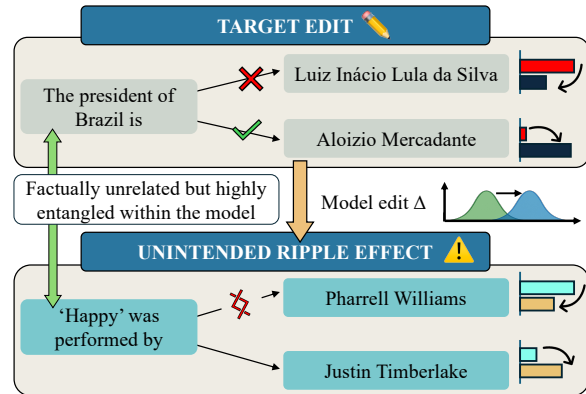 TARGET EDIT
Luiz Inácio Lula da Silva
The president of
Brazil is
Aloizio Mercadante
Factually unrelated but highly
entangled within the model
Model edit Δ
UNINTENDED RIPPLE EFFECT
Pharrell Williams
‘Happy’ was
performed by
Justin Timberlake